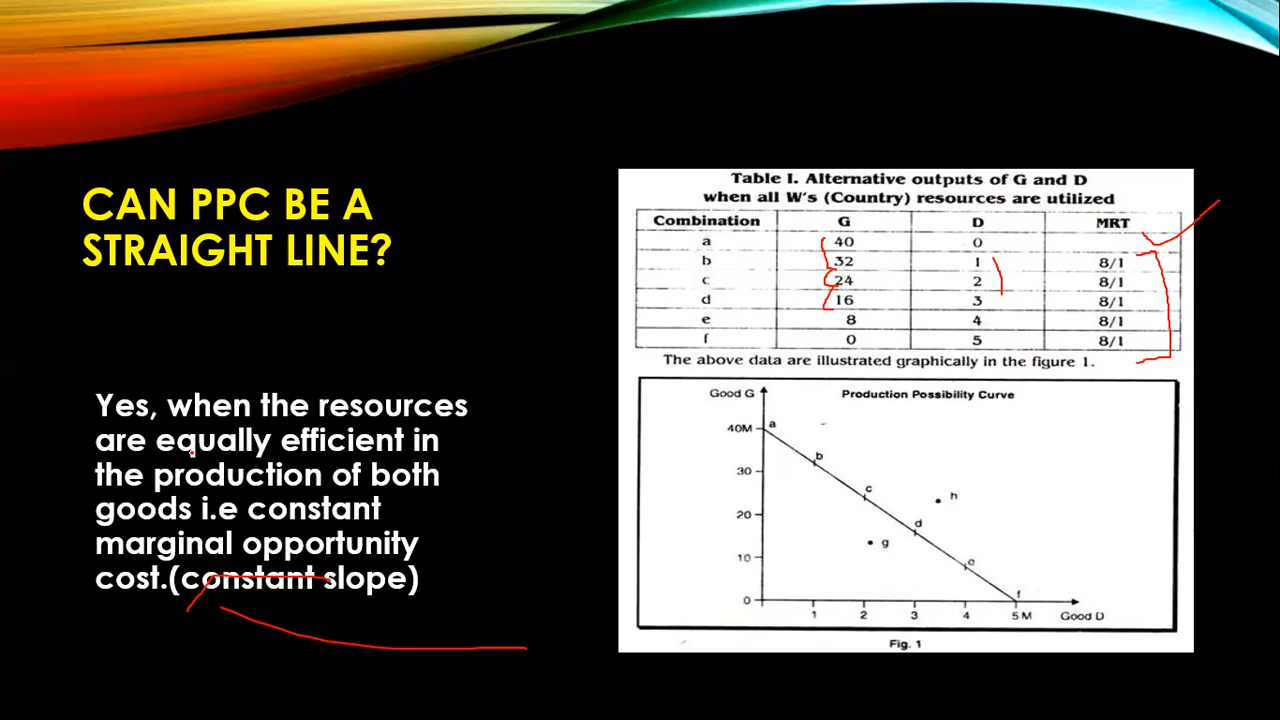 CAN PPC BE A
STRAIGHT LINE?
Yes, when the resources
are equally efficient in
the production of both
goods i.e constant
marginal opportunity
cost.(constant slope)
Table I. Alternative outputs of G and D
when all W's (Country) resources are utilized
Combination G D MRT
a 40 0
b 32 1 8/1
c 24 2 8/1
d 16 3 8/1
e 8 4 8/1
f 0 5 8/1
The above data are illustrated graphically in the figure 1.
Good G Production Possibility Curve
40M a
b
30
c
h
20
d
g
10
e
0 f
1 2 3 4 5 M Good D
Fig. 1